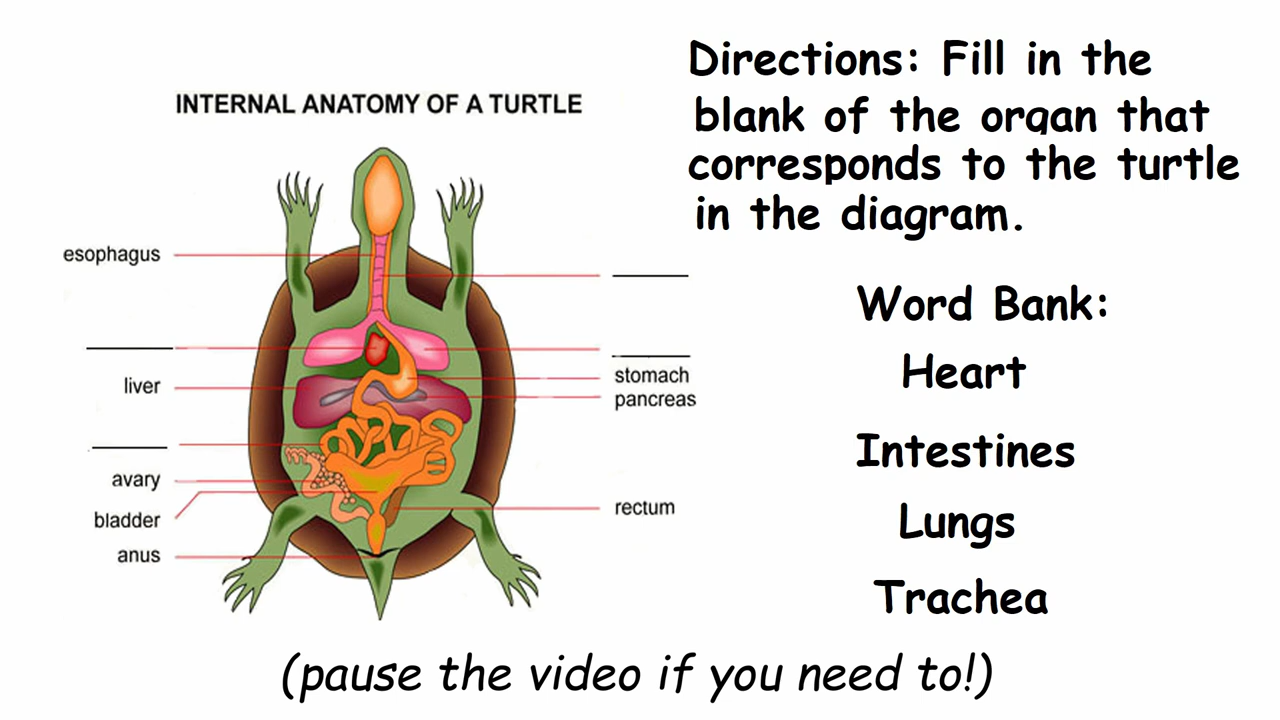 Directions: Fill in the
blank of the organ that
corresponds to the turtle
in the diagram.
INTERNAL ANATOMY OF A TURTLE
esophagus
liver
avary
bladder
anus
stomach
pancreas
rectum
Word Bank:
Heart
Intestines
Lungs
Trachea
(pause the video if you need to!)